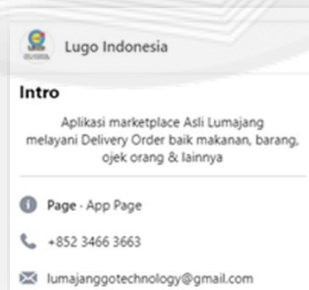 Lugo Indonesia
Intro
Aplikasi marketplace Asli Lumajang
melayani Delivery Order baik makanan, barang,
ojek orang & lainnya
Page · App Page
+852 3466 3663
lumajanggotechnology@gmail.com